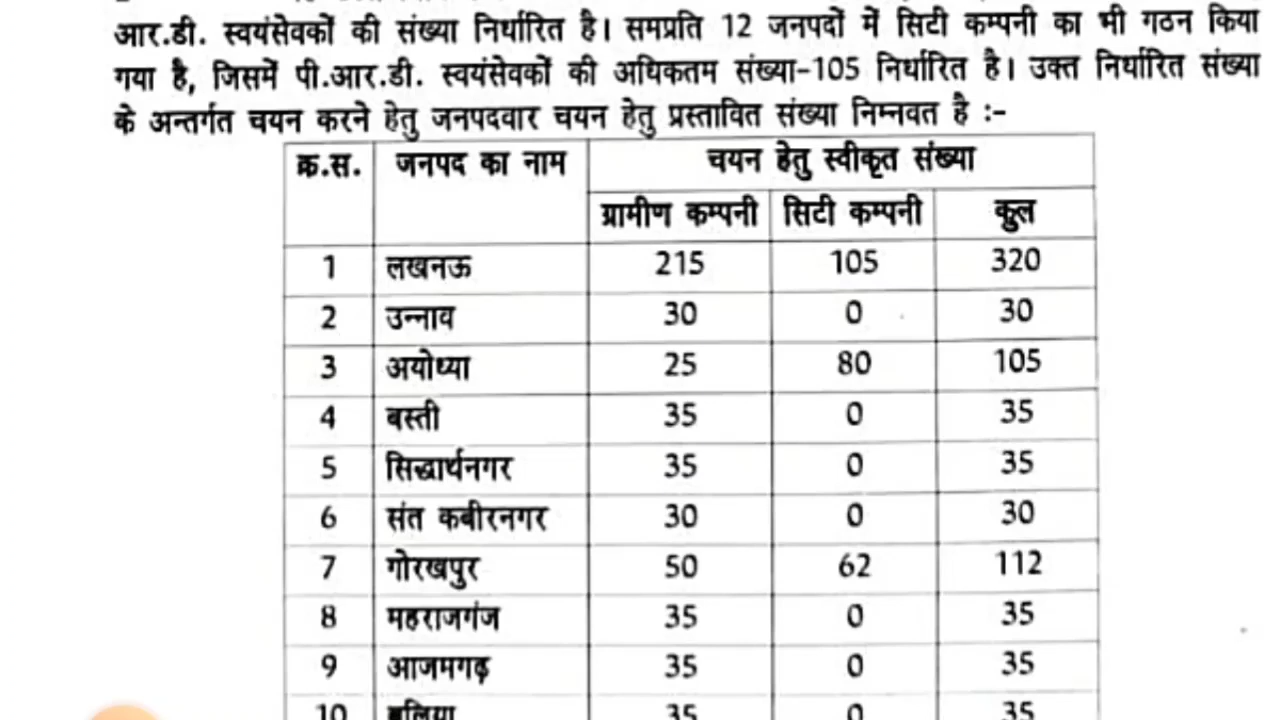 आर.डी. स्वयंसेवकों की संख्या निर्धारित है। समप्रति 12 जनपदों में सिटी कम्पनी का भी गठन किया
गया है, जिसमें पी.आर.डी. स्वयंसेवकों की अधिकतम संख्या-105 निर्धारित है। उक्त निर्धारित संख्या
के अन्तर्गत चयन करने हेतु जनपदवार चयन हेतु प्रस्तावित संख्या निम्नवत है :-
क्र.स. जनपद का नाम चयन हेतु स्वीकृत संख्या
ग्रामीण कम्पनी सिटी कम्पनी कुल
1 लखनऊ 215 105 320
2 उन्नाव 30 0 30
3 अयोध्या 25 80 105
4 बस्ती 35 0 35
5 सिद्धार्थनगर 35 0 35
6 संत कबीरनगर 30 0 30
7 गोरखपुर 50 62 112
8 महराजगंज 35 0 35
9 आजमगढ़ 35 0 35
10 बलिया 35 0 35